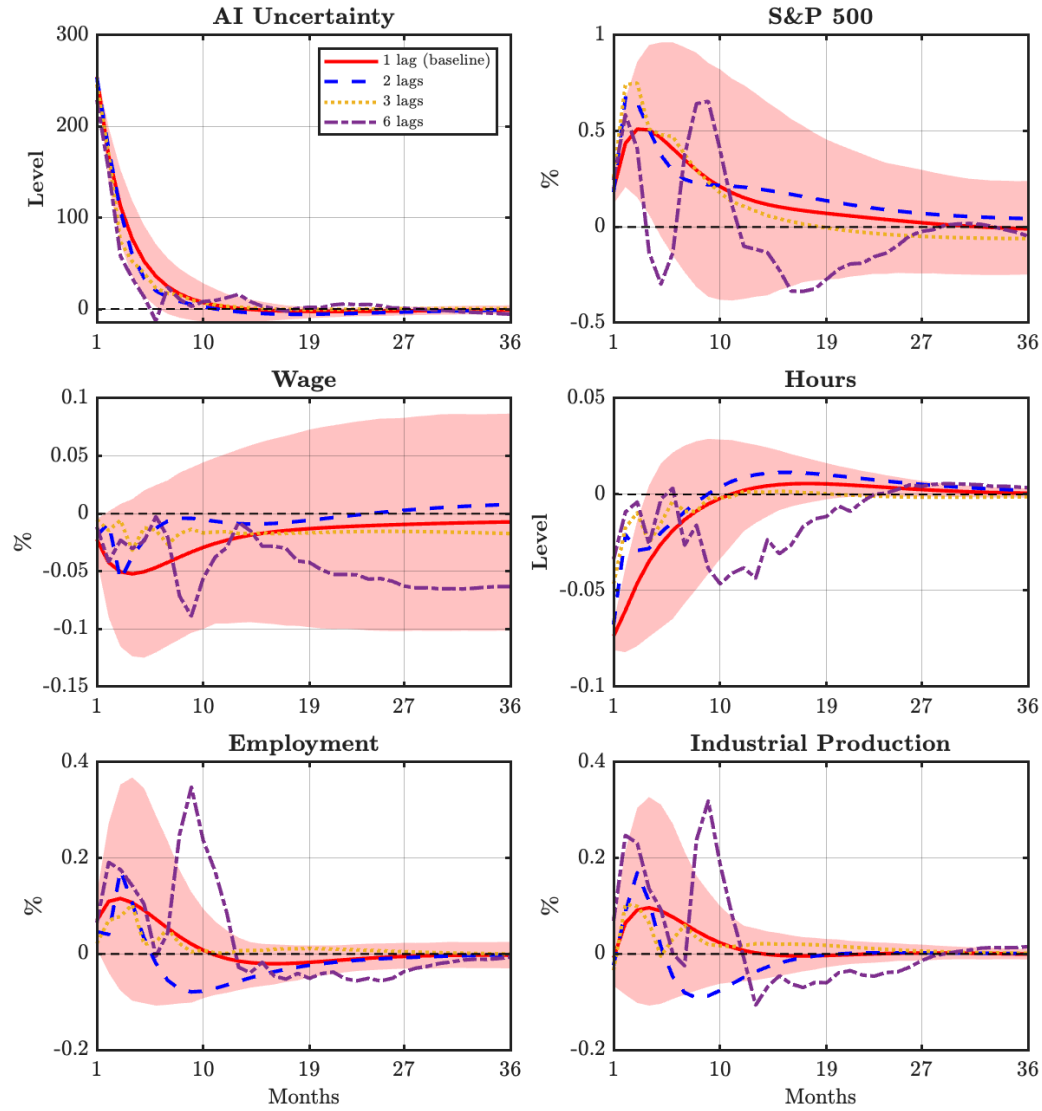 AI Uncertainty
300
200
100
0
Level
1 10 19 27 36
1 lag (baseline)
2 lags
3 lags
6 lags
S&P 500
1
0.5
0
-0.5
%
1 10 19 27 36
Wage
0.1
0.05
0
-0.05
-0.1
-0.15
%
1 10 19 27 36
Hours
0.05
0
-0.05
-0.1
Level
1 10 19 27 36
Employment
0.4
0.2
0
-0.2
%
1 10 19 27 36
Months
Industrial Production
0.4
0.2
0
-0.2
%
1 10 19 27 36
Months